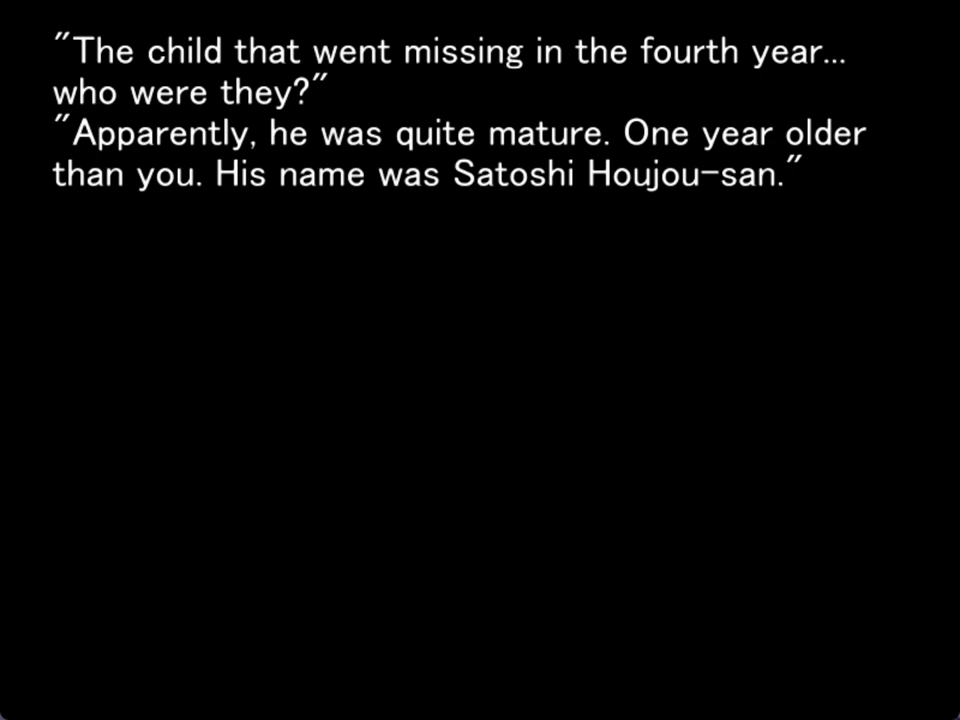 "The child that went missing in the fourth year...
who were they?"
"Apparently, he was quite mature. One year older
than you. His name was Satoshi Houjou-san."